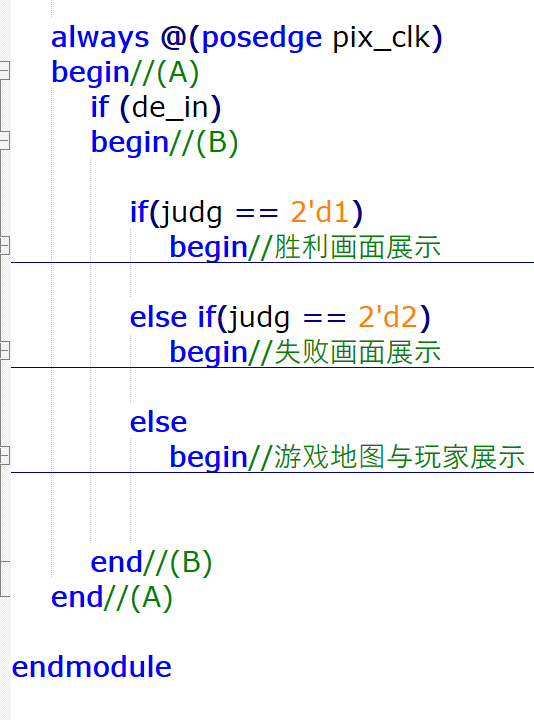 always @(posedge pix_clk)
begin//(A)
if (de_in)
begin//(B)
if(judg == 2'd1)
begin//胜利画面展示
else if(judg == 2'd2)
begin//失败画面展示
else
begin//游戏地图与玩家展示
end//(B)
end//(A)
endmodule